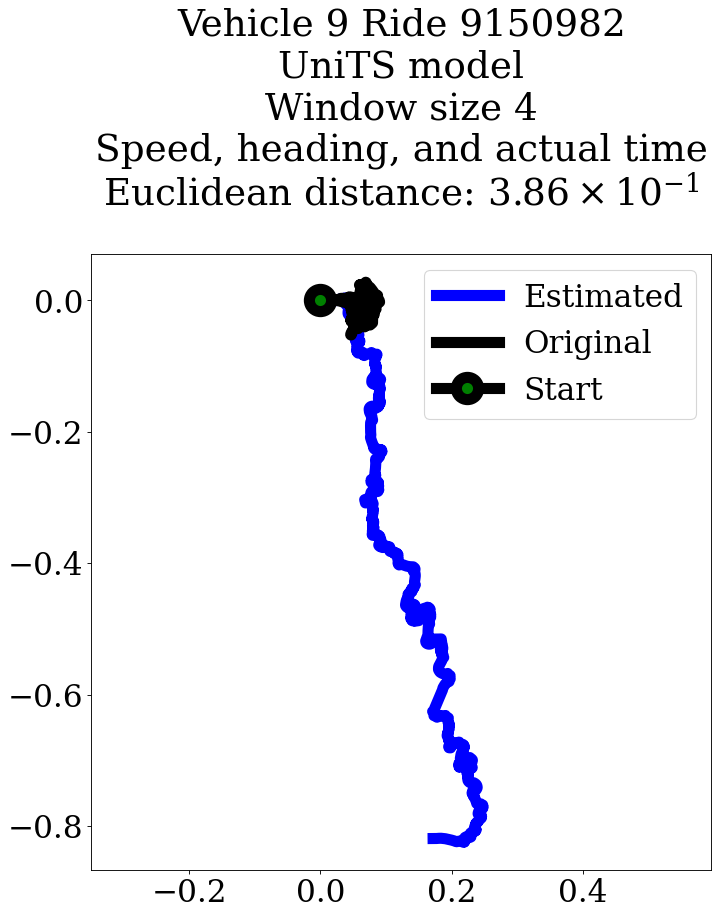 Vehicle 9 Ride 9150982
UniTS model
Window size 4
Speed, heading, and actual time
Euclidean distance: 3.86 × 10⁻¹
Estimated
Original
Start
0.0
−0.2
−0.4
−0.6
−0.8
−0.2 0.0 0.2 0.4